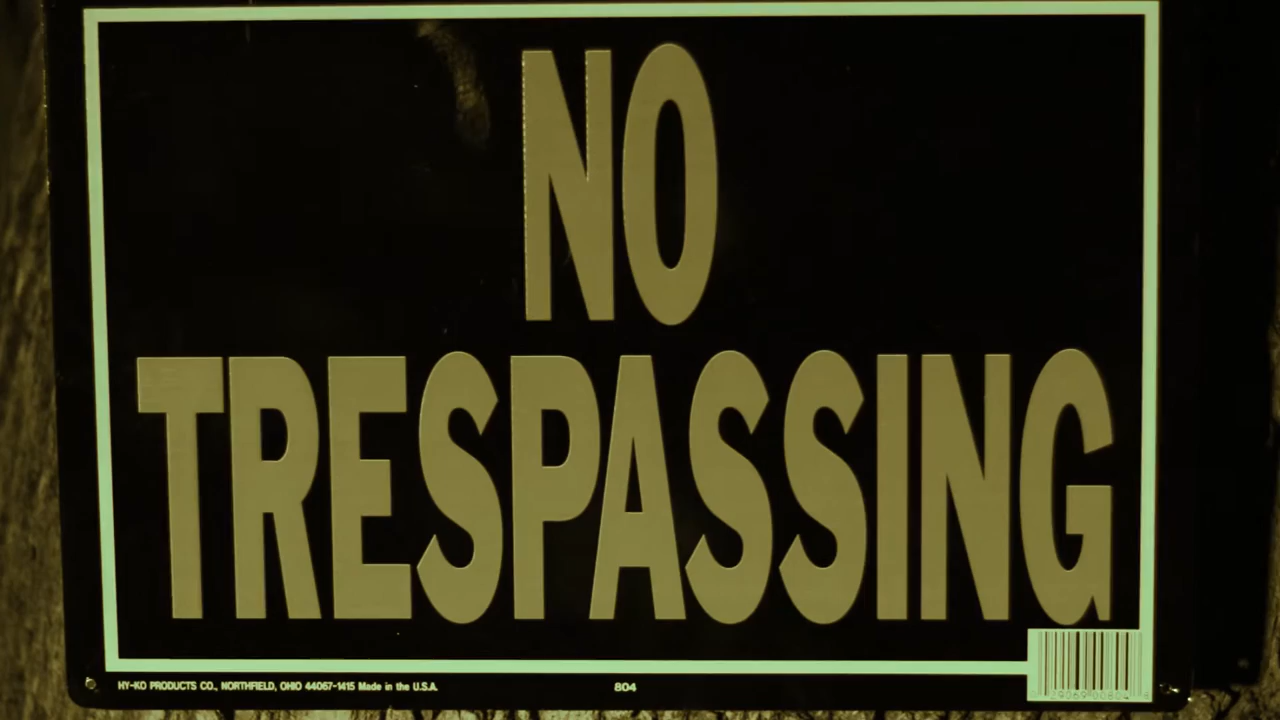 NO
TRESPASSING
HY-KO PRODUCTS CO., NORTHFIELD, OHIO 44067-1415 Made in the U.S.A.
804